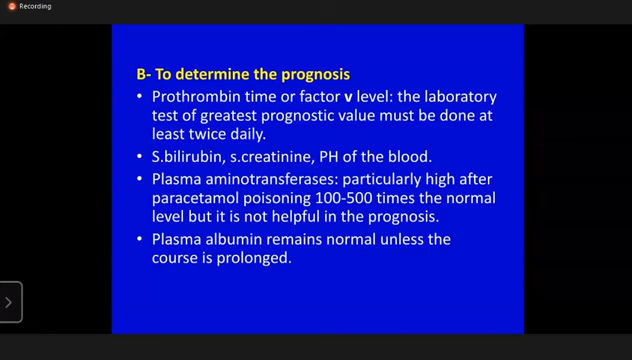 Recording
B- To determine the prognosis
• Prothrombin time or factor v level: the laboratory
test of greatest prognostic value must be done at
least twice daily.
• S.bilirubin, s.creatinine, PH of the blood.
• Plasma aminotransferases: particularly high after
paracetamol poisoning 100-500 times the normal
level but it is not helpful in the prognosis.
• Plasma albumin remains normal unless the
course is prolonged.